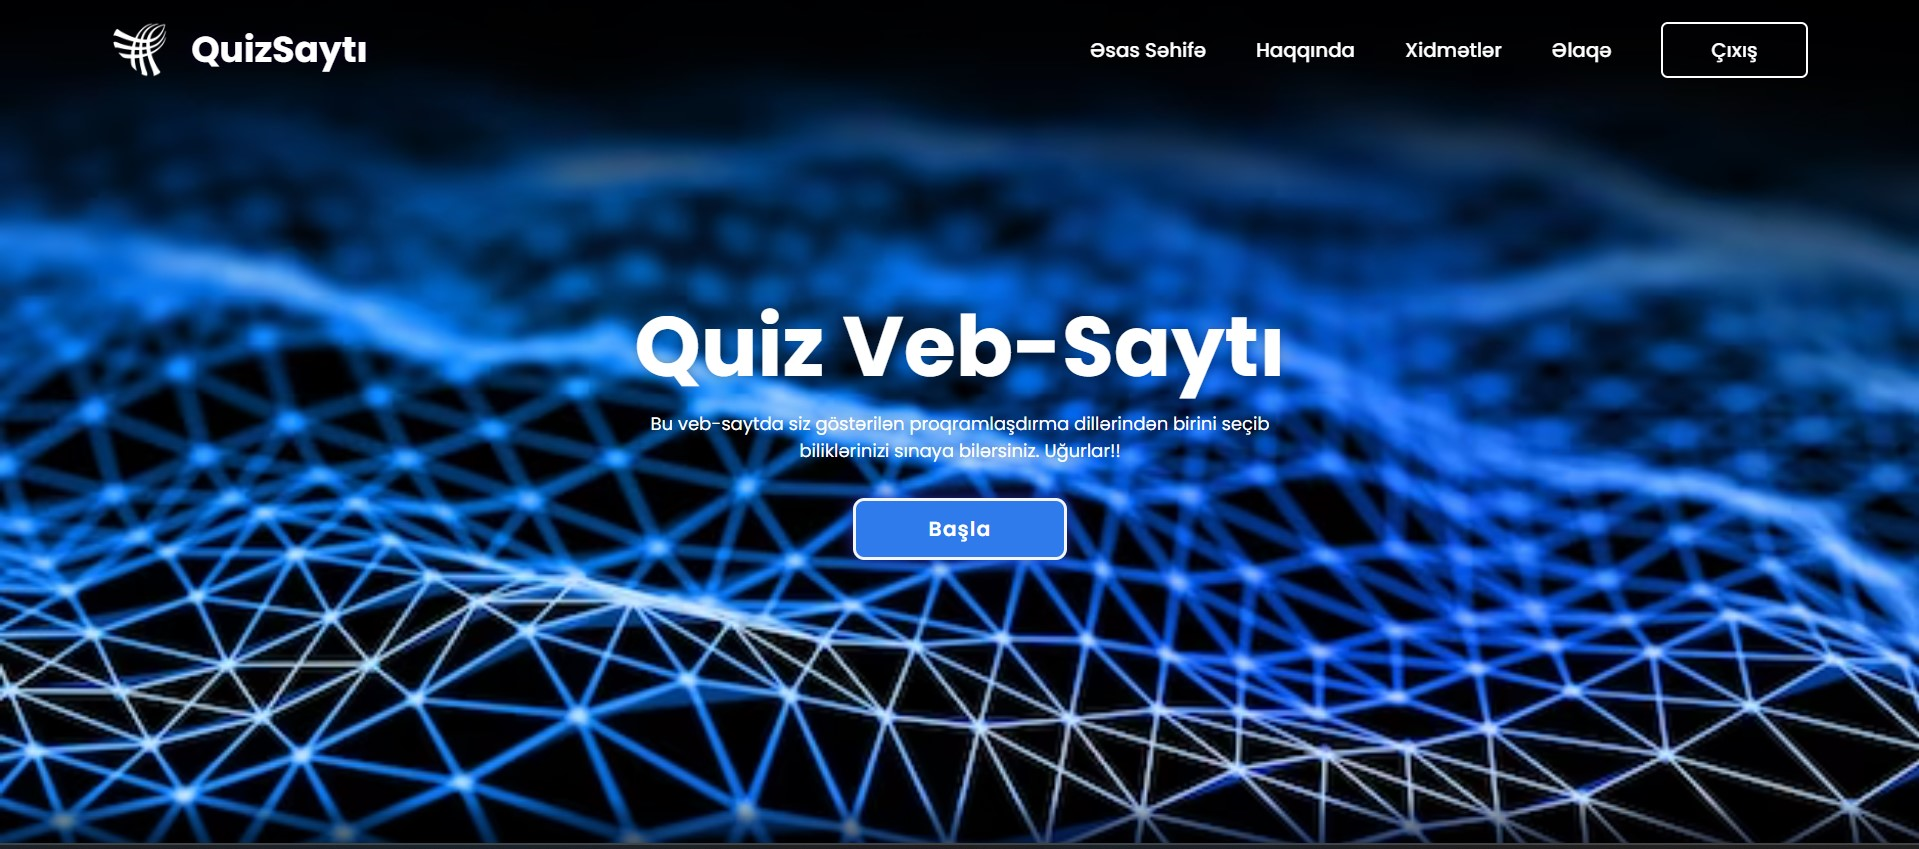 QuizSaytı
Əsas Səhifə
Haqqında
Xidmətlər
Əlaqə
Çıxış
Quiz Veb-Saytı
Bu veb-saytda siz göstərilən proqramlaşdırma dillərindən birini seçib
biliklərinizi sınaya bilərsiniz. Uğurlar!!
Başla